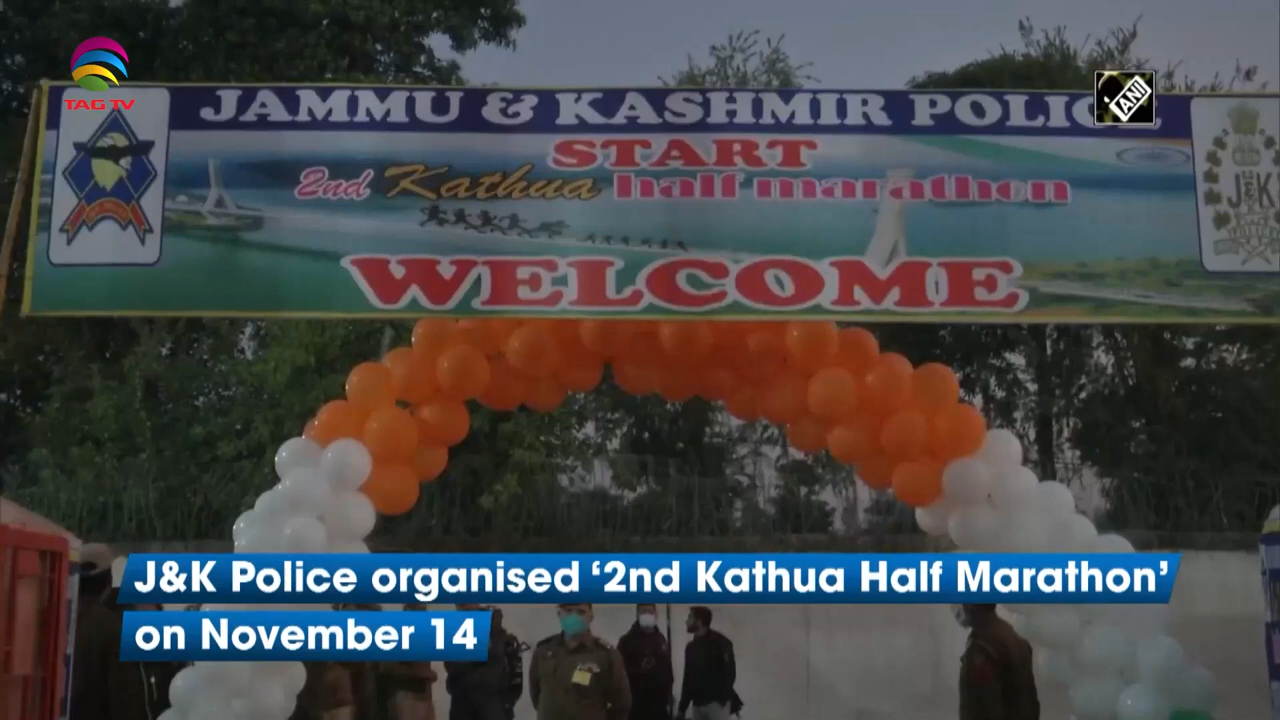 TAG TV
ANI
JAMMU & KASHMIR POLICE
START
2nd Kathua half marathon
WELCOME
J&K
J&K Police organised ‘2nd Kathua Half Marathon’
on November 14